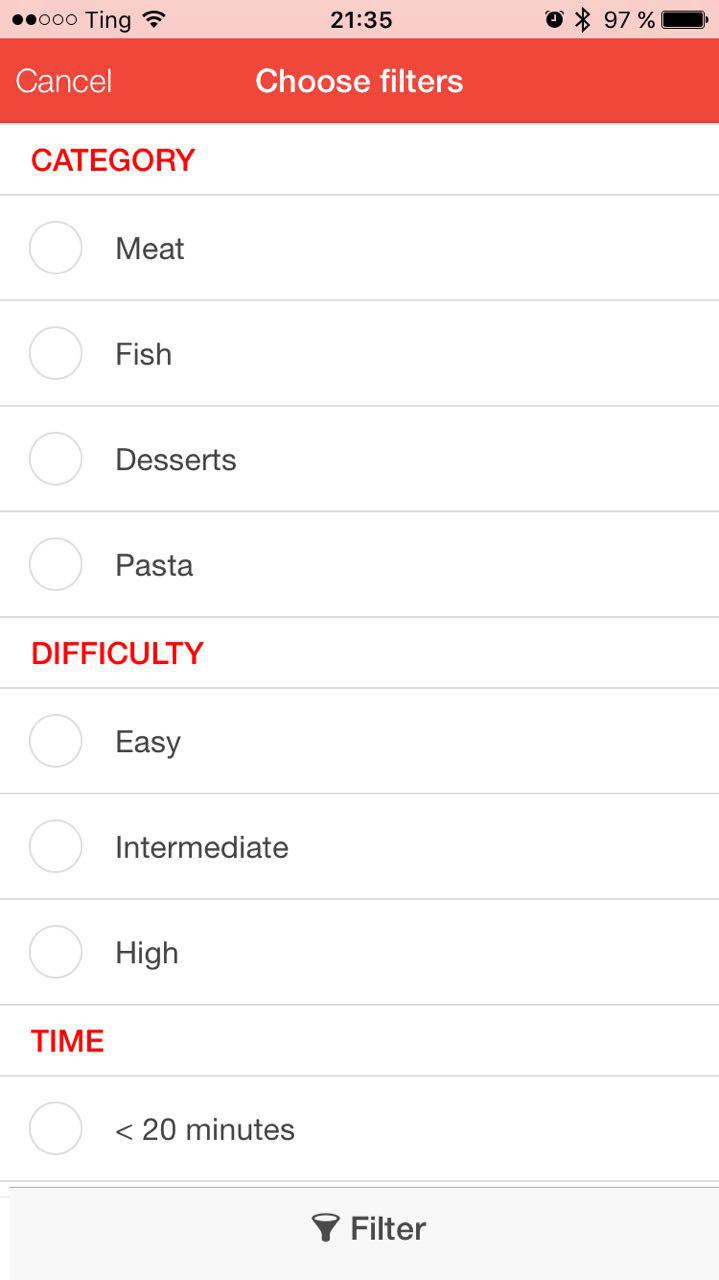 Ting 21:35 97 %
Cancel Choose filters
CATEGORY
Meat
Fish
Desserts
Pasta
DIFFICULTY
Easy
Intermediate
High
TIME
< 20 minutes
Filter